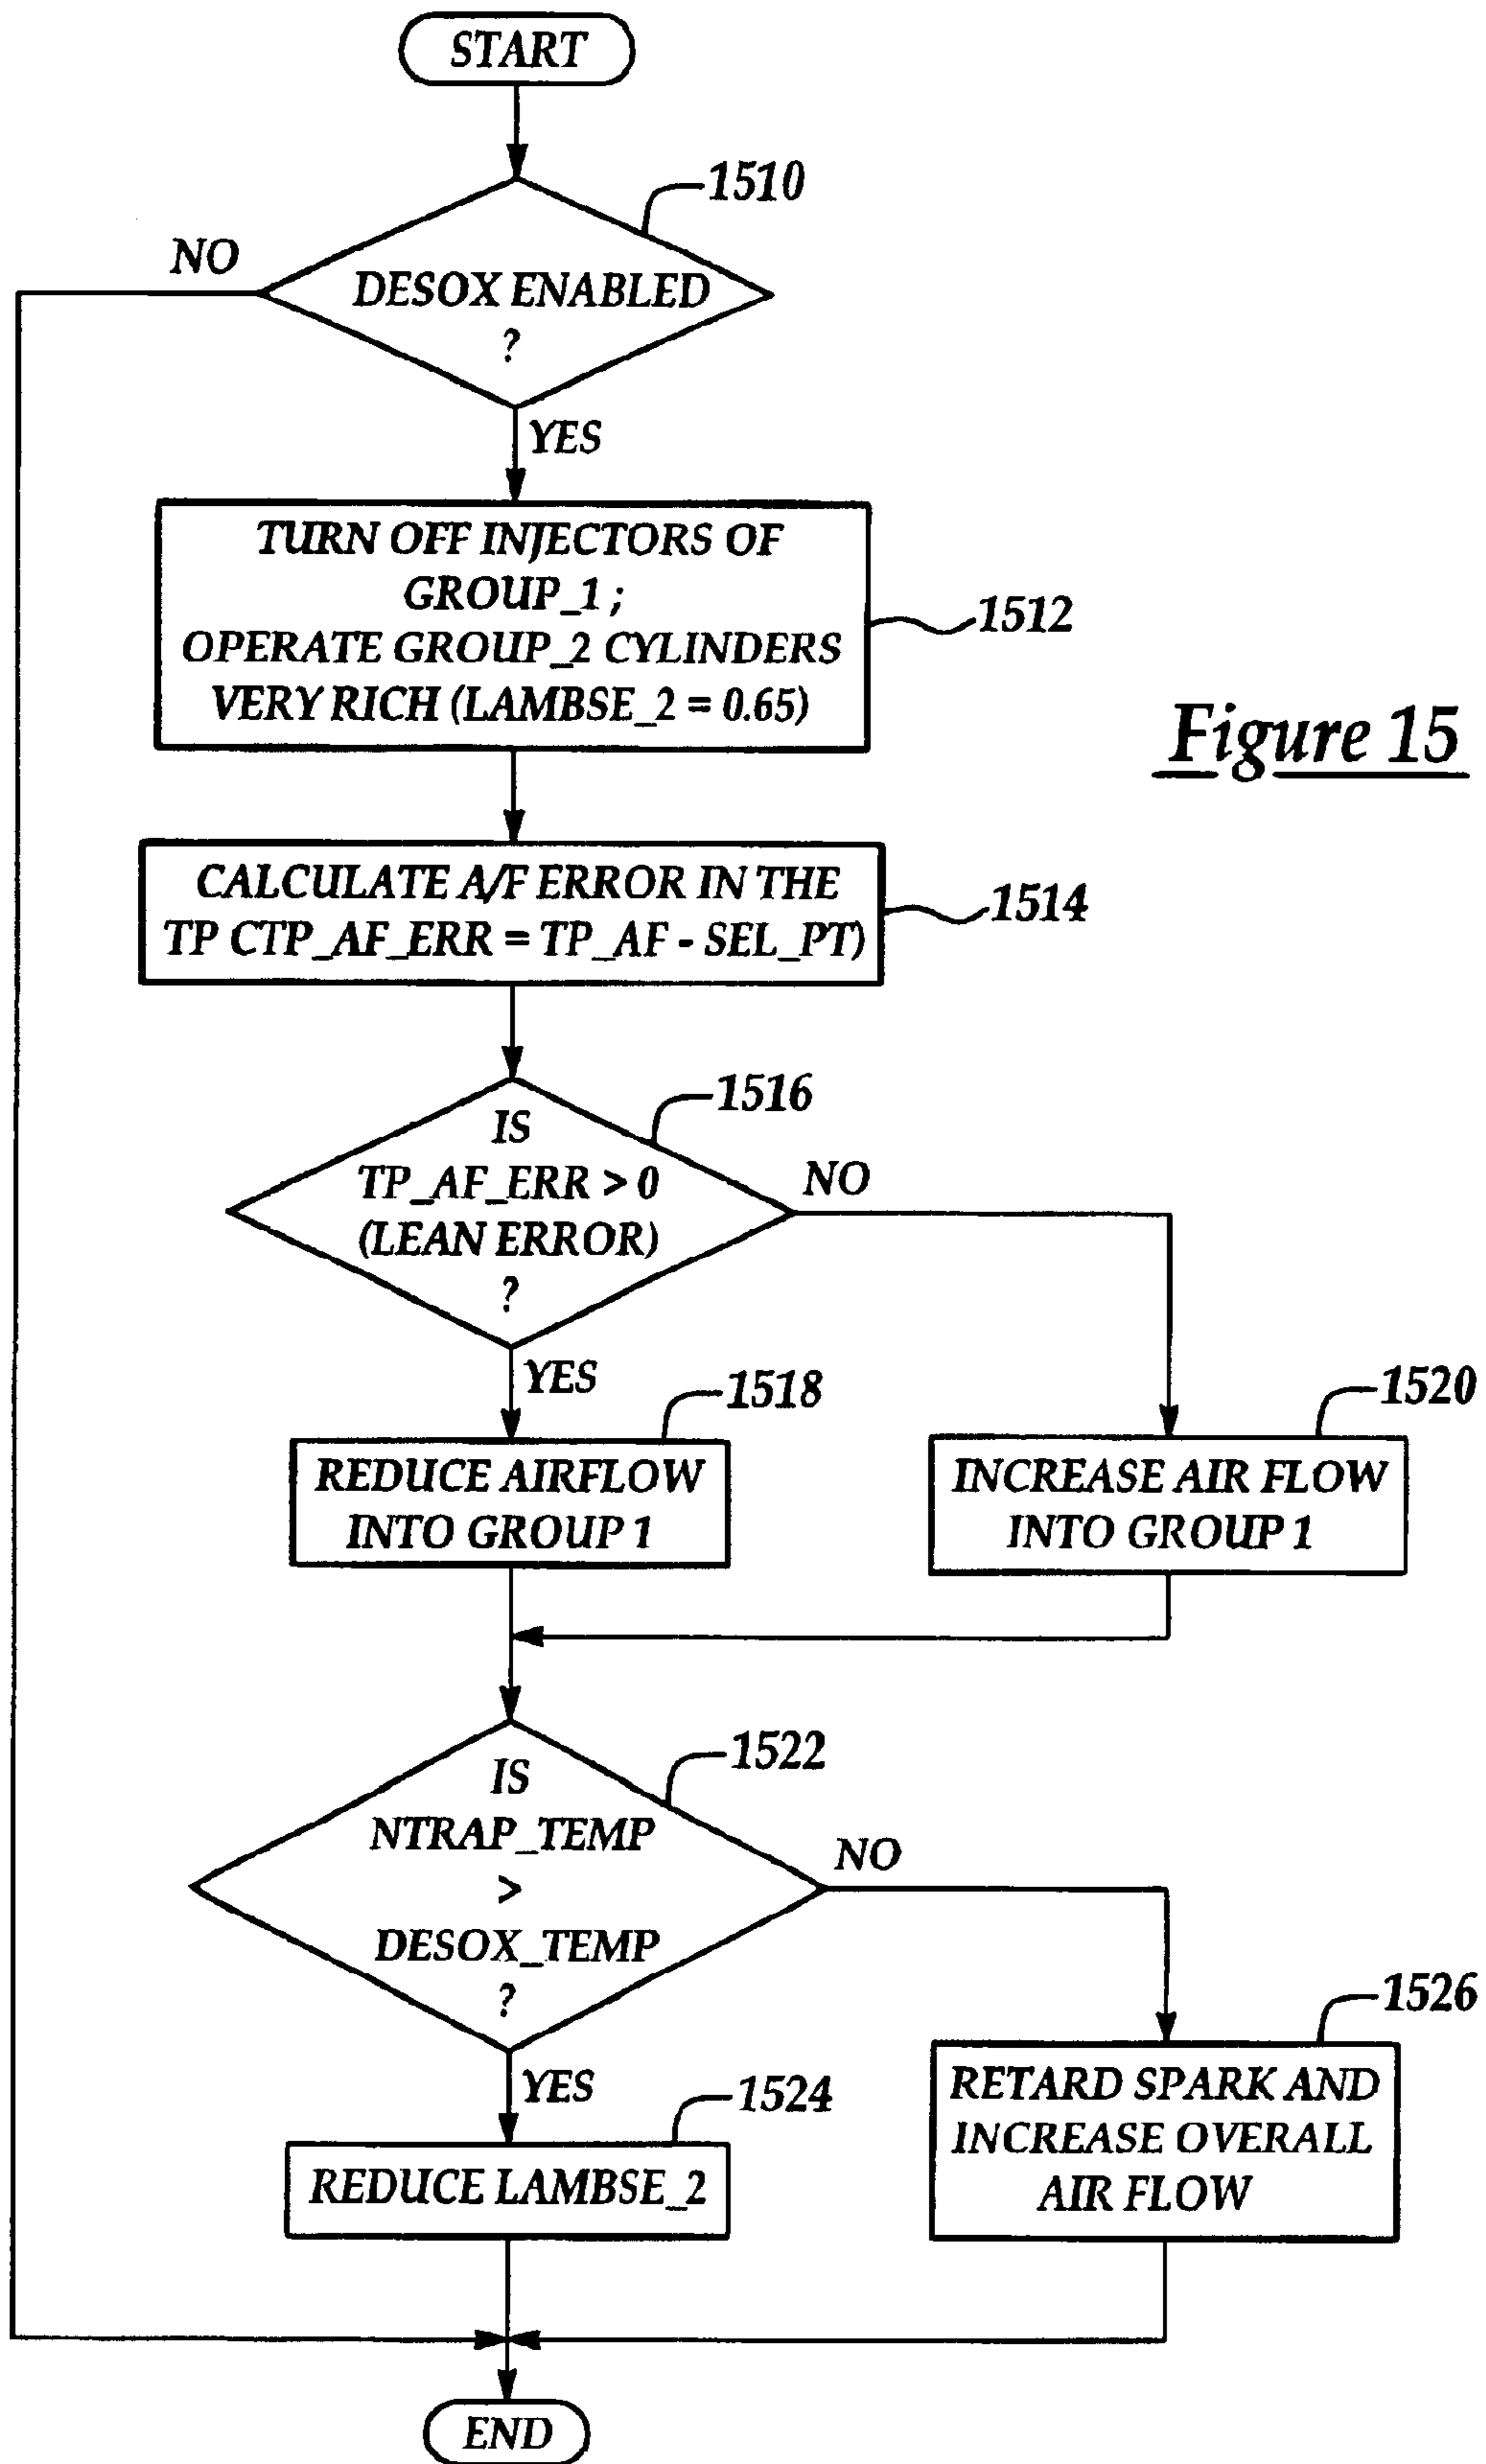 START
1510
NO
DESOX ENABLED
?
YES
TURN OFF INJECTORS OF
GROUP_1 ;
OPERATE GROUP_2 CYLINDERS
VERY RICH (LAMBSE_2 = 0.65)
1512
Figure 15
CALCULATE A/F ERROR IN THE
TP CTP_AF_ERR = TP_AF - SEL_PT)
1514
1516
IS
TP_AF_ERR > 0
(LEAN ERROR)
?
NO
YES
1518
1520
REDUCE AIRFLOW
INTO GROUP 1
INCREASE AIR FLOW
INTO GROUP 1
1522
IS
NTRAP_TEMP
>
DESOX_TEMP
?
NO
YES
1524
1526
REDUCE LAMBSE_2
RETARD SPARK AND
INCREASE OVERALL
AIR FLOW
END